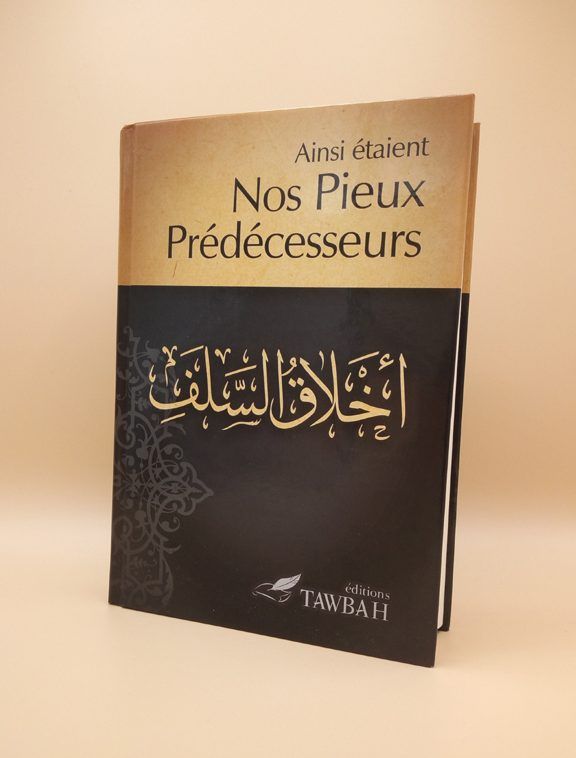 Ainsi étaient
Nos Pieux
Prédécesseurs
أخلاق السلف
éditions
TAWBAH